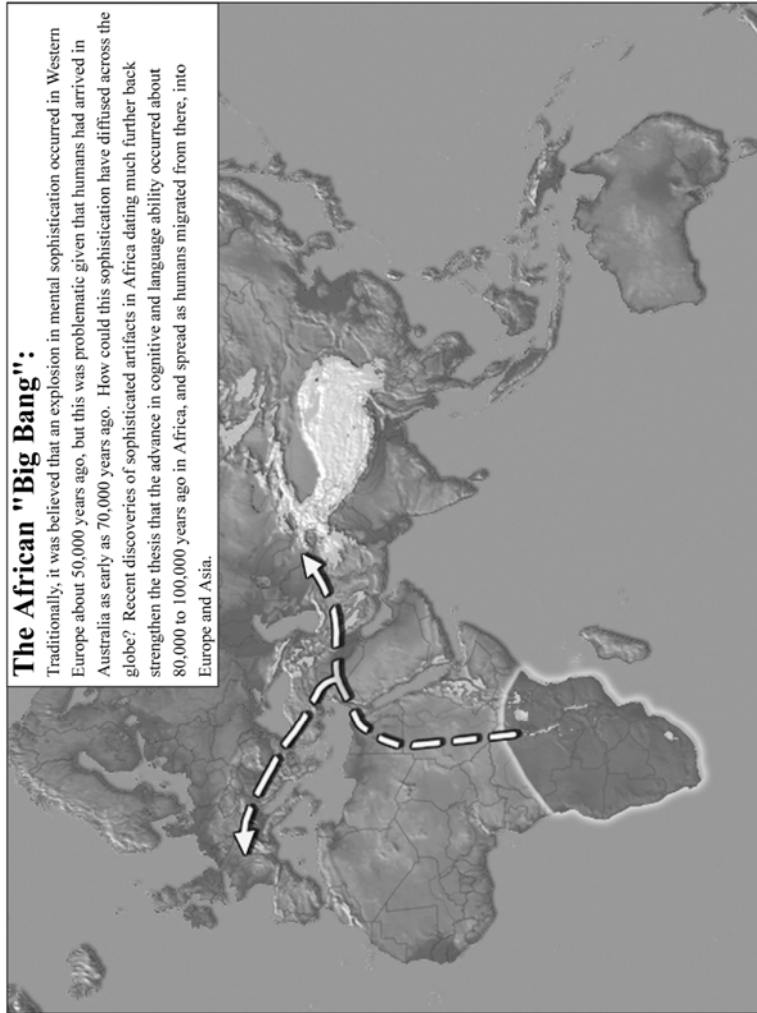 The African "Big Bang":
Traditionally, it was believed that an explosion in mental sophistication occurred in Western
Europe about 50,000 years ago, but this was problematic given that humans had arrived in
Australia as early as 70,000 years ago. How could this sophistication have diffused across the
globe? Recent discoveries of sophisticated artifacts in Africa dating much further back
strengthen the thesis that the advance in cognitive and language ability occurred about
80,000 to 100,000 years ago in Africa, and spread as humans migrated from there, into
Europe and Asia.